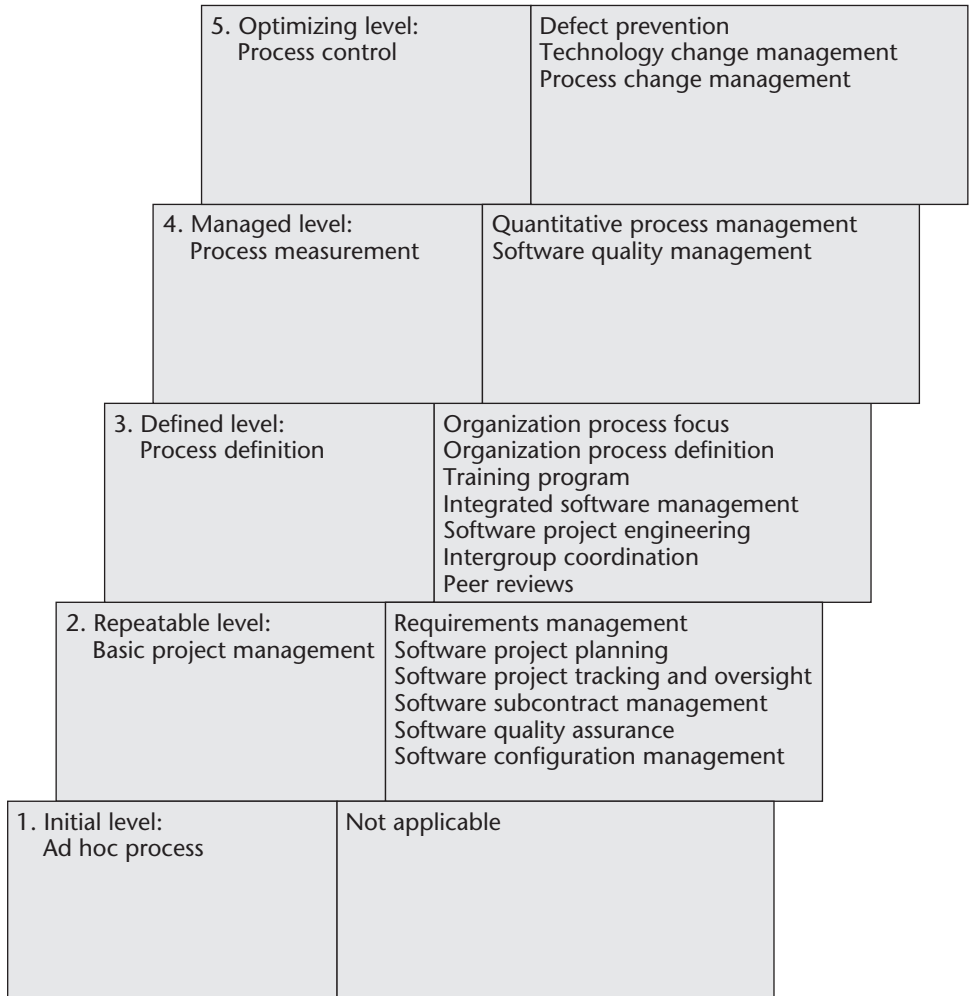 5. Optimizing level:
Process control
Defect prevention
Technology change management
Process change management
4. Managed level:
Process measurement
Quantitative process management
Software quality management
3. Defined level:
Process definition
Organization process focus
Organization process definition
Training program
Integrated software management
Software project engineering
Intergroup coordination
Peer reviews
2. Repeatable level:
Basic project management
Requirements management
Software project planning
Software project tracking and oversight
Software subcontract management
Software quality assurance
Software configuration management
1. Initial level:
Ad hoc process
Not applicable